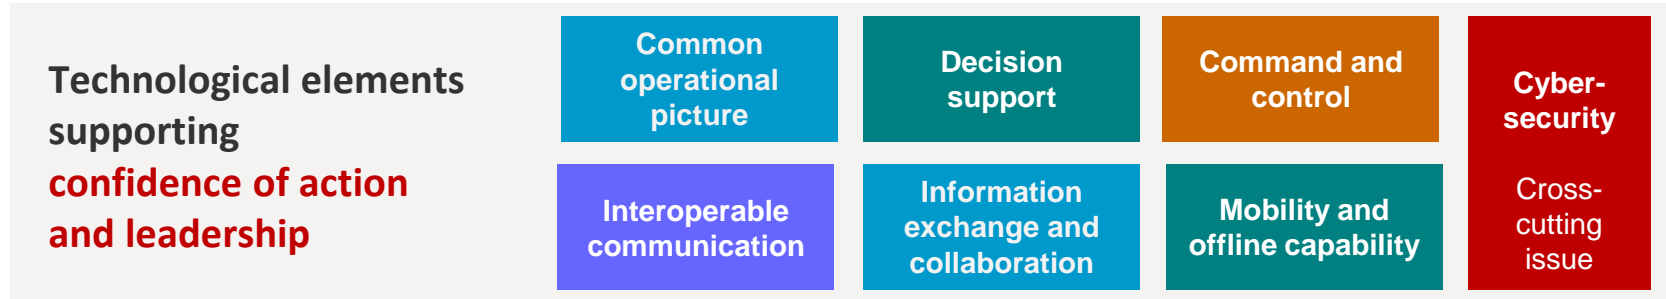 Technological elements
supporting
confidence of action
and leadership
Common
operational
picture
Decision
support
Command and
control
Cyber-
security
Cross-
cutting
issue
Interoperable
communication
Information
exchange and
collaboration
Mobility and
offline capability